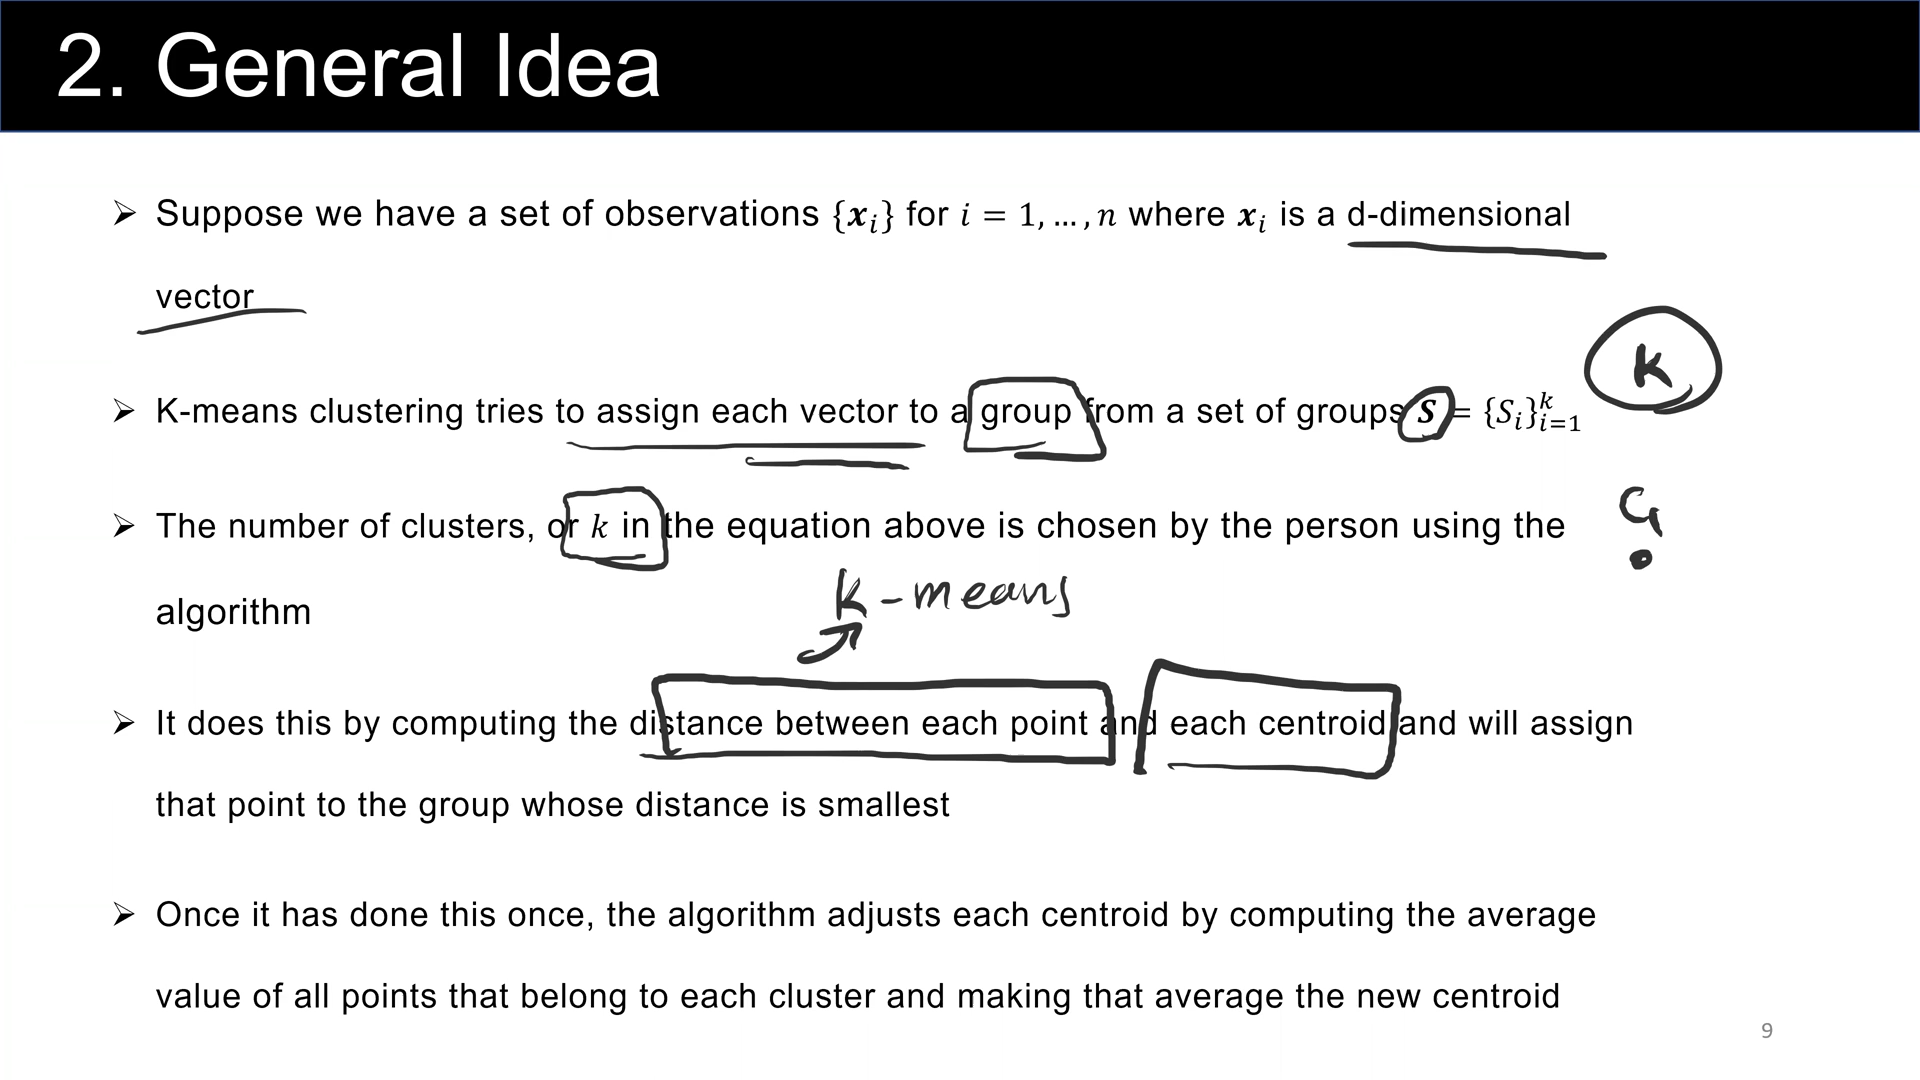 2. General Idea
➢ Suppose we have a set of observations {𝒙ᵢ} for 𝑖 = 1, … , 𝑛 where 𝒙ᵢ is a d-dimensional
vector
K
➢ K-means clustering tries to assign each vector to a group from a set of groups 𝑺 = {𝑆ᵢ}ᵏᵢ₌₁
➢ The number of clusters, or 𝑘 in the equation above is chosen by the person using the
algorithm
K-means
➢ It does this by computing the distance between each point and each centroid and will assign
that point to the group whose distance is smallest
➢ Once it has done this once, the algorithm adjusts each centroid by computing the average
value of all points that belong to each cluster and making that average the new centroid
9